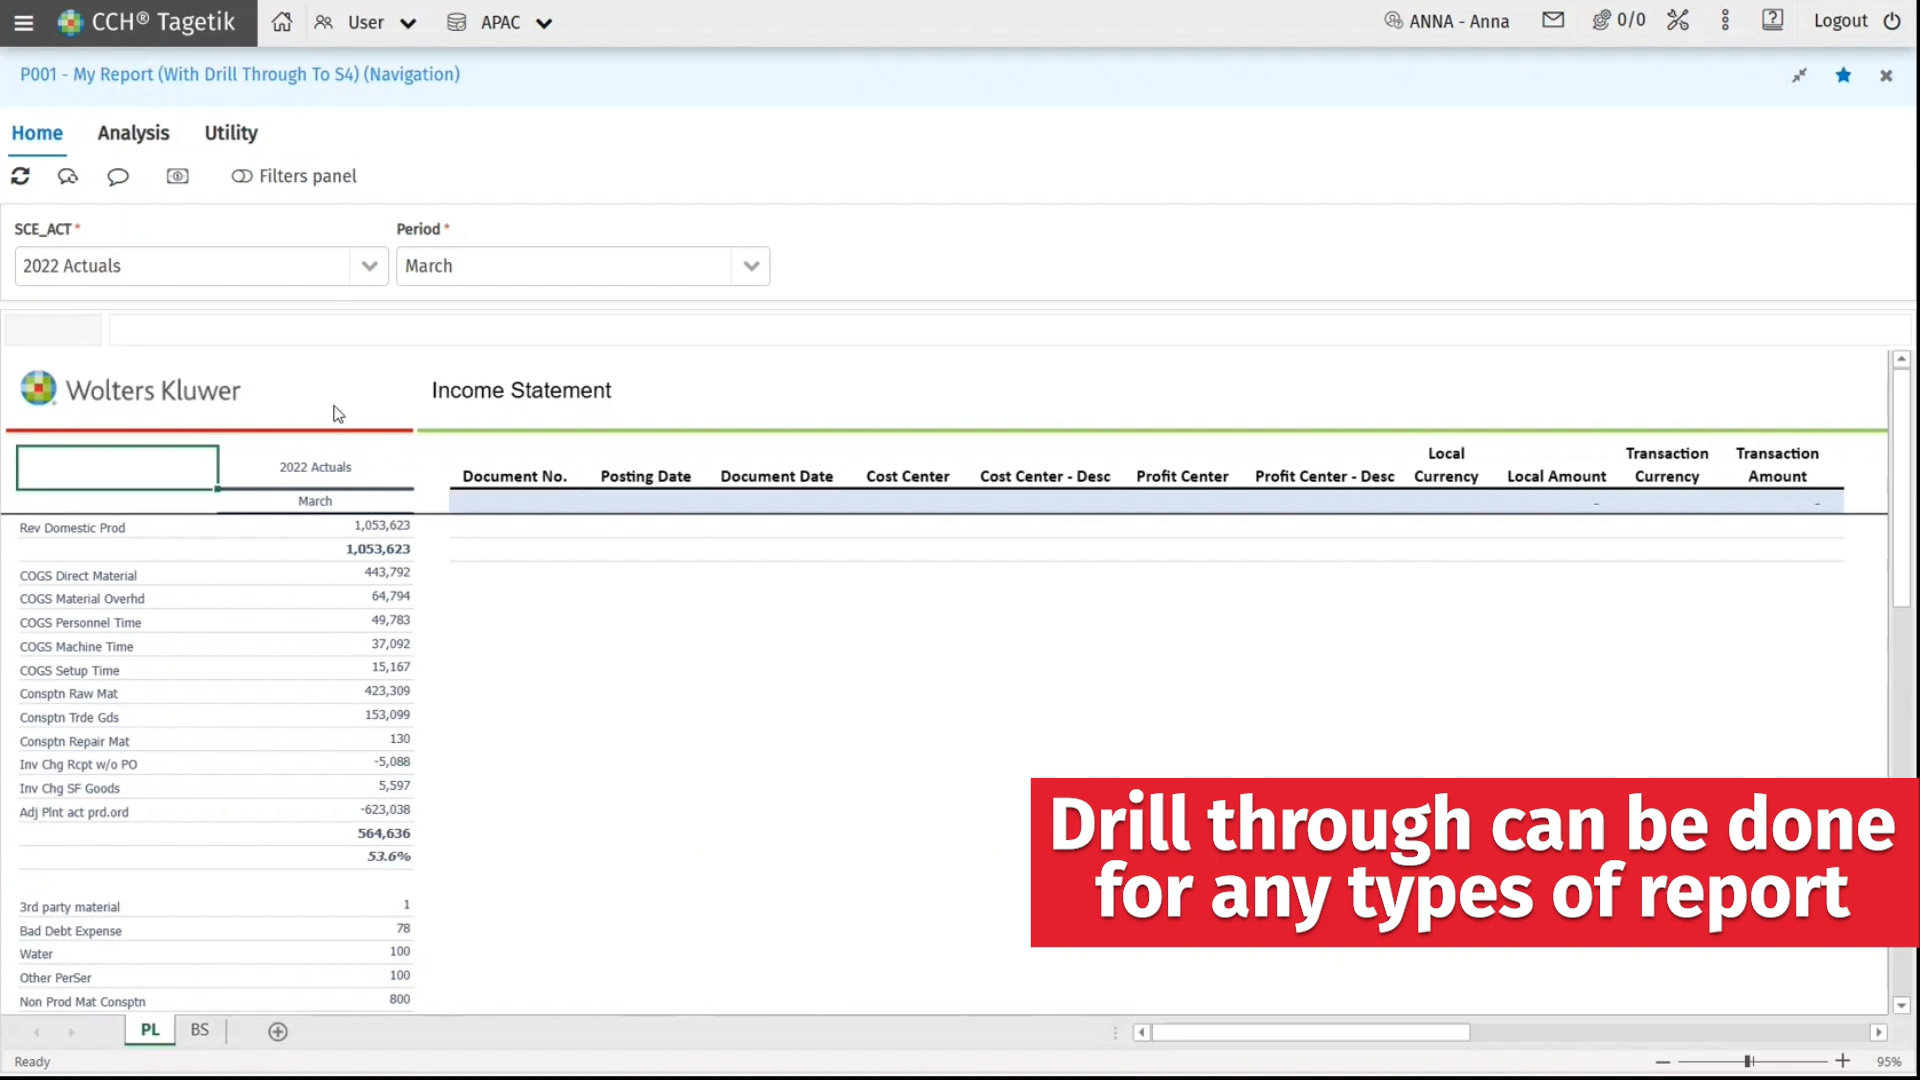 CCH® Tagetik
User
APAC
ANNA - Anna
0/0
Logout
P001 - My Report (With Drill Through To S4) (Navigation)
Home
Analysis
Utility
Filters panel
SCE_ACT *
Period *
2022 Actuals
March
Wolters Kluwer
Income Statement
2022 Actuals
March
Document No.
Posting Date
Document Date
Cost Center
Cost Center - Desc
Profit Center
Profit Center - Desc
Local
Currency
Local Amount
Transaction
Currency
Transaction
Amount
-
-
Rev Domestic Prod 1,053,623
1,053,623
COGS Direct Material 443,792
COGS Material Overhd 64,794
COGS Personnel Time 49,783
COGS Machine Time 37,092
COGS Setup Time 15,167
Consptn Raw Mat 423,309
Consptn Trde Gds 153,099
Consptn Repair Mat 130
Inv Chg Rcpt w/o PO -5,088
Inv Chg SF Goods 5,597
Adj Plnt act prd.ord -623,038
564,636
53.6%
3rd party material 1
Bad Debt Expense 78
Water 100
Other PerSer 100
Non Prod Mat Consptn 800
Drill through can be done
for any types of report
PL
BS
Ready
95%